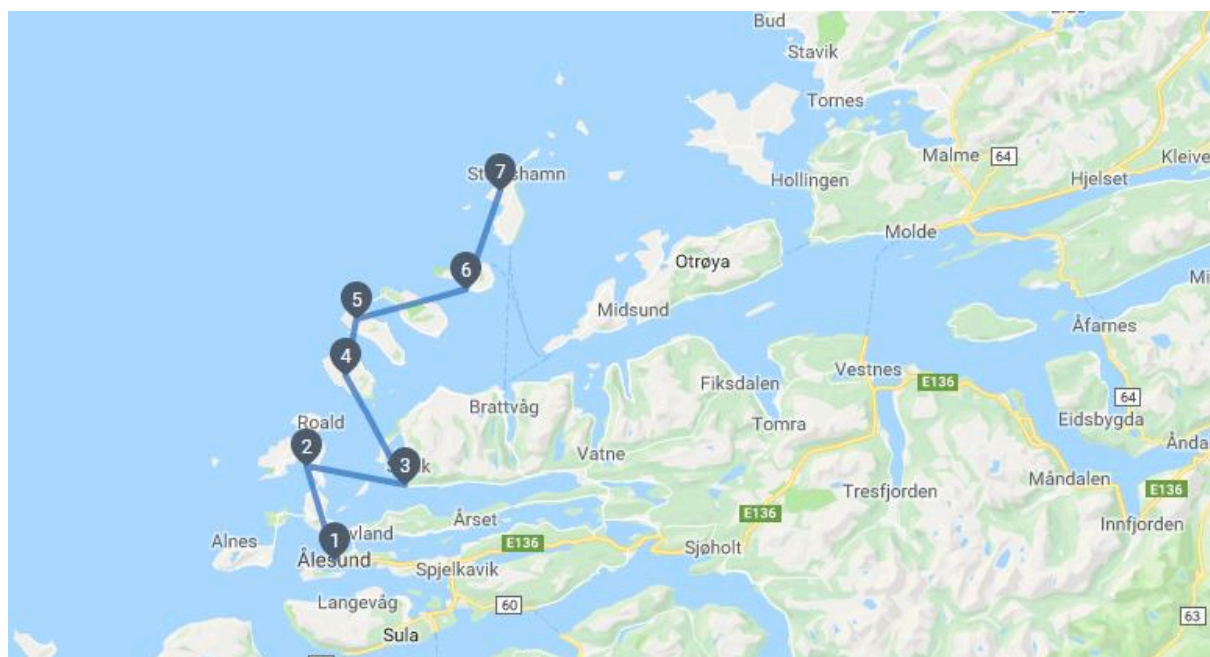 Bud
Stavik
Tornes
Malme
64
Kleive
Hollingen
Hjelset
7
Molde
Otrøya
6
5
Midsund
Åfarnes
4
Vestnes
E136
Fiksdalen
64
Brattvåg
Eidsbygda
Roald
Tomra
2
Vatne
3
Måndalen
Tresfjorden
E136
E136
Årset
Innfjorden
1
Alnes
E136
Sjøholt
Ålesund
Spjelkavik
Langevåg
60
63
Sula